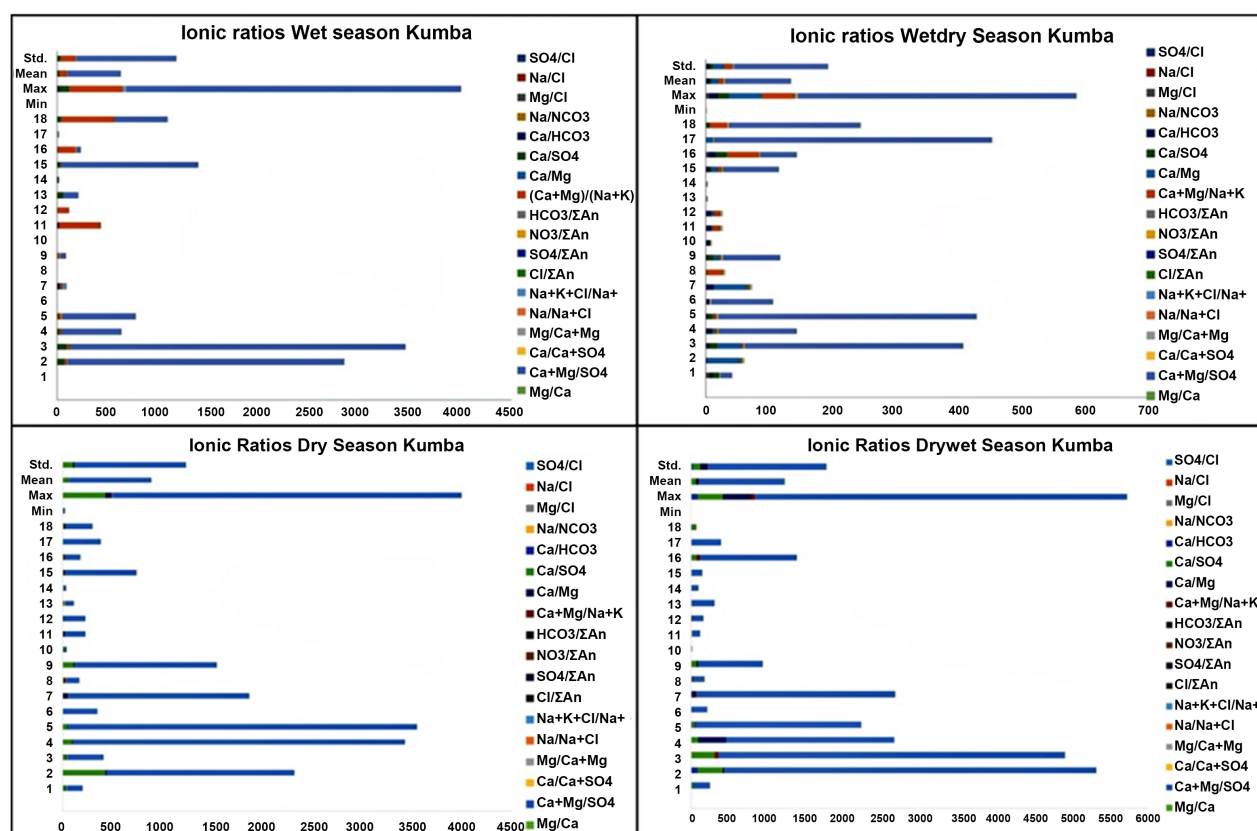 Ionic ratios Wet season Kumba
Std.
Mean
Max
Min
18
17
16
15
14
13
12
11
10
9
8
7
6
5
4
3
2
1
0 500 1000 1500 2000 2500 3000 3500 4000 4500
SO4/Cl
Na/Cl
Mg/Cl
Na/NCO3
Ca/HCO3
Ca/SO4
Ca/Mg
(Ca+Mg)/(Na+K)
HCO3/ΣAn
NO3/ΣAn
SO4/ΣAn
Cl/ΣAn
Na+K+Cl/Na+
Na/Na+Cl
Mg/Ca+Mg
Ca/Ca+SO4
Ca+Mg/SO4
Mg/Ca
Ionic ratios Wetdry Season Kumba
Std.
Mean
Max
Min
18
17
16
15
14
13
12
11
10
9
8
7
6
5
4
3
2
1
0 100 200 300 400 500 600 700
SO4/Cl
Na/Cl
Mg/Cl
Na/NCO3
Ca/HCO3
Ca/SO4
Ca/Mg
Ca+Mg/Na+K
HCO3/ΣAn
NO3/ΣAn
SO4/ΣAn
Cl/ΣAn
Na+K+Cl/Na+
Na/Na+Cl
Mg/Ca+Mg
Ca/Ca+SO4
Ca+Mg/SO4
Mg/Ca
Ionic Ratios Dry Season Kumba
Std.
Mean
Max
Min
18
17
16
15
14
13
12
11
10
9
8
7
6
5
4
3
2
1
0 500 1000 1500 2000 2500 3000 3500 4000 4500
SO4/Cl
Na/Cl
Mg/Cl
Na/NCO3
Ca/HCO3
Ca/SO4
Ca/Mg
Ca+Mg/Na+K
HCO3/ΣAn
NO3/ΣAn
SO4/ΣAn
Cl/ΣAn
Na+K+Cl/Na+
Na/Na+Cl
Mg/Ca+Mg
Ca/Ca+SO4
Ca+Mg/SO4
Mg/Ca
Ionic Ratios Drywet Season Kumba
Std.
Mean
Max
Min
18
17
16
15
14
13
12
11
10
9
8
7
6
5
4
3
2
1
0 500 1000 1500 2000 2500 3000 3500 4000 4500 5000 5500 6000
SO4/Cl
Na/Cl
Mg/Cl
Na/NCO3
Ca/HCO3
Ca/SO4
Ca/Mg
Ca+Mg/Na+K
HCO3/ΣAn
NO3/ΣAn
SO4/ΣAn
Cl/ΣAn
Na+K+Cl/Na+
Na/Na+Cl
Mg/Ca+Mg
Ca/Ca+SO4
Ca+Mg/SO4
Mg/Ca